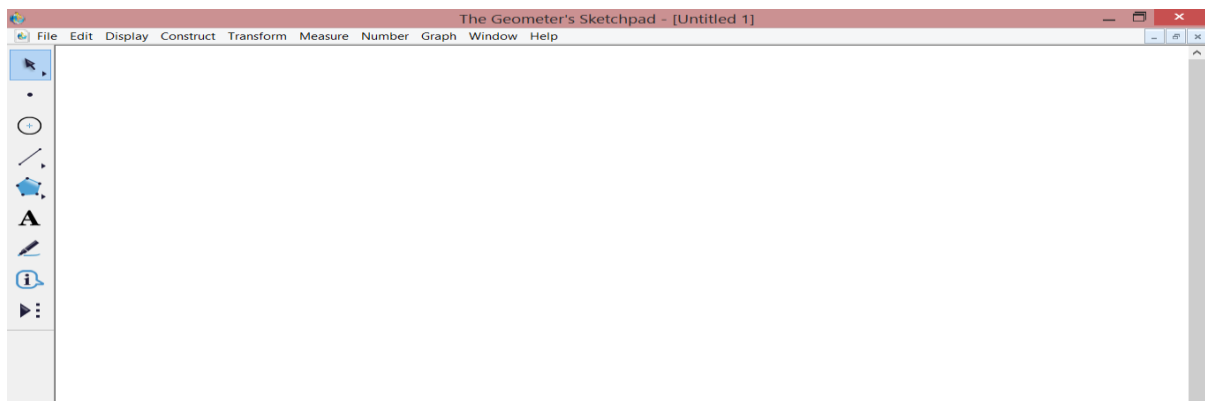 The Geometer's Sketchpad - [Untitled 1]
File Edit Display Construct Transform Measure Number Graph Window Help
A
i